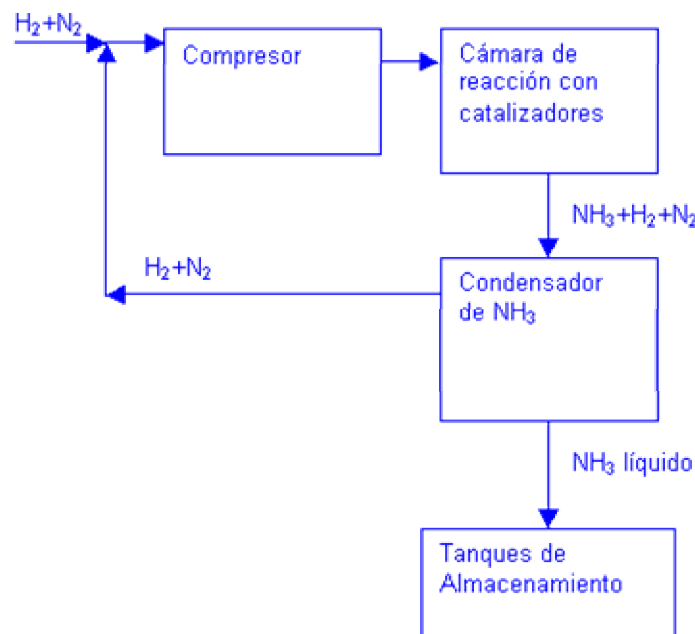 H₂+N₂
Compresor
Cámara de
reacción con
catalizadores
NH₃+H₂+N₂
H₂+N₂
Condensador
de NH₃
NH₃ líquido
Tanques de
Almacenamiento